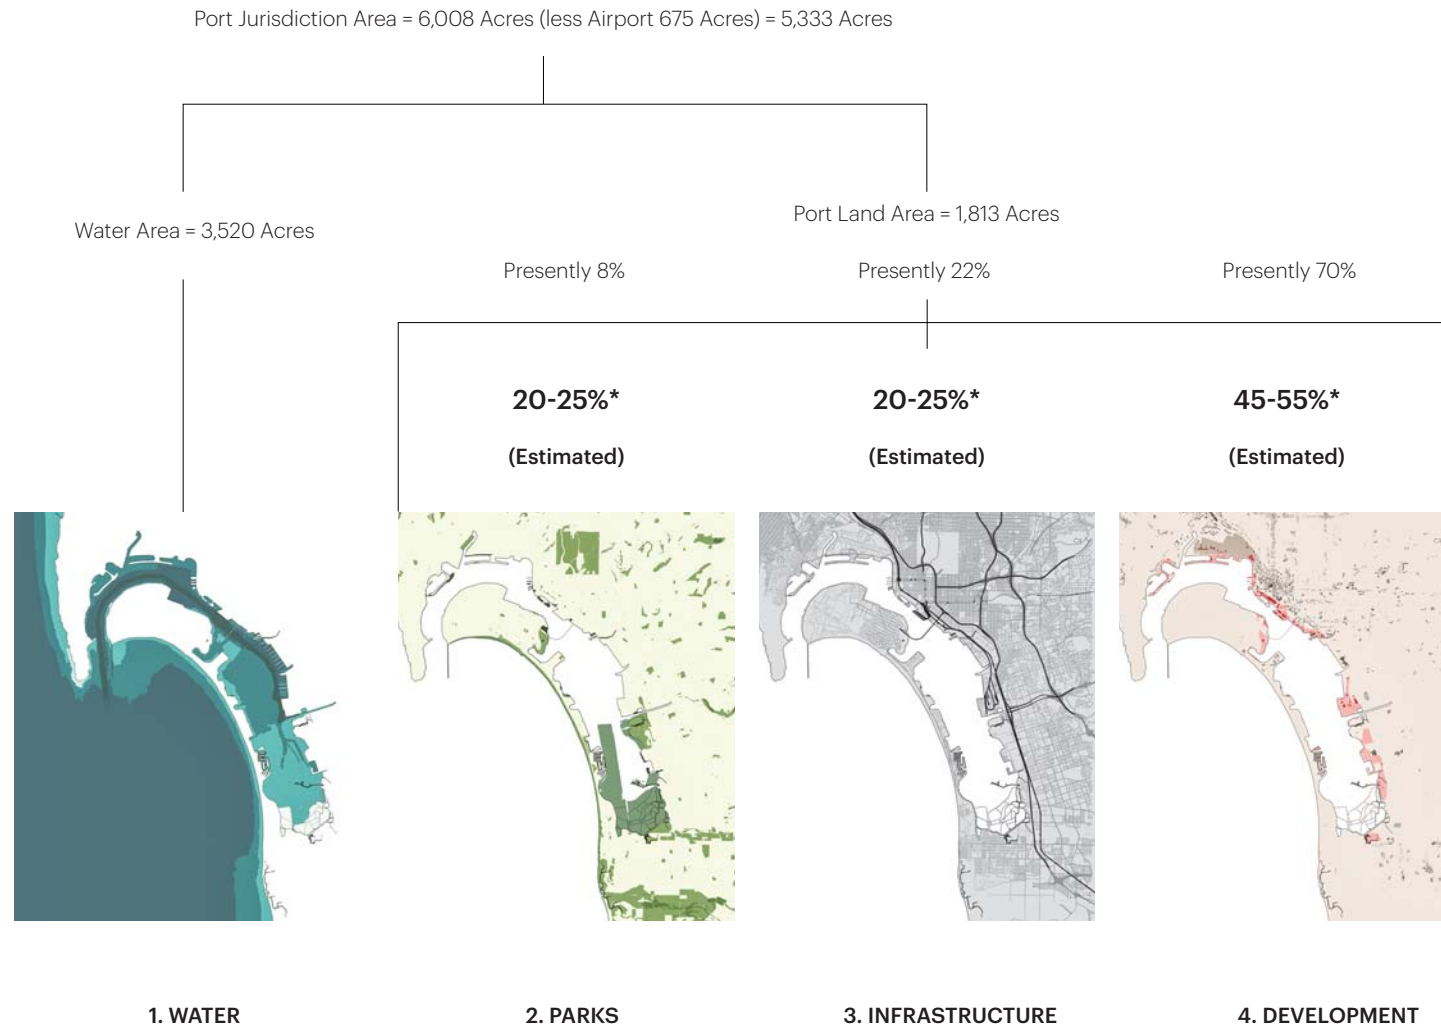 Port Jurisdiction Area = 6,008 Acres (less Airport 675 Acres) = 5,333 Acres
Water Area = 3,520 Acres
Port Land Area = 1,813 Acres
Presently 8%
Presently 22%
Presently 70%
20-25%*
20-25%*
45-55%*
(Estimated)
(Estimated)
(Estimated)
1. WATER
2. PARKS
3. INFRASTRUCTURE
4. DEVELOPMENT